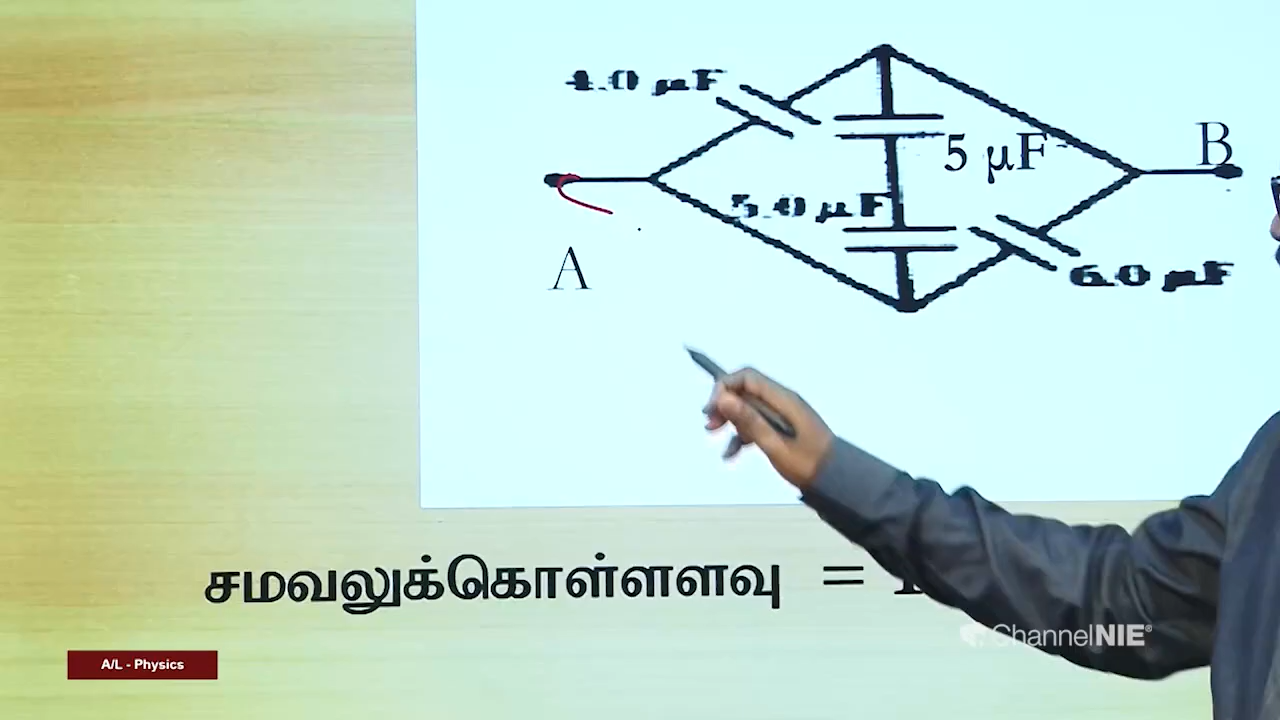 4.0 µF
5 µF
B
5.0 µF
A
6.0 µF
சமவலுக்கொள்ளளவு =
ChannelNIE®
A/L - Physics